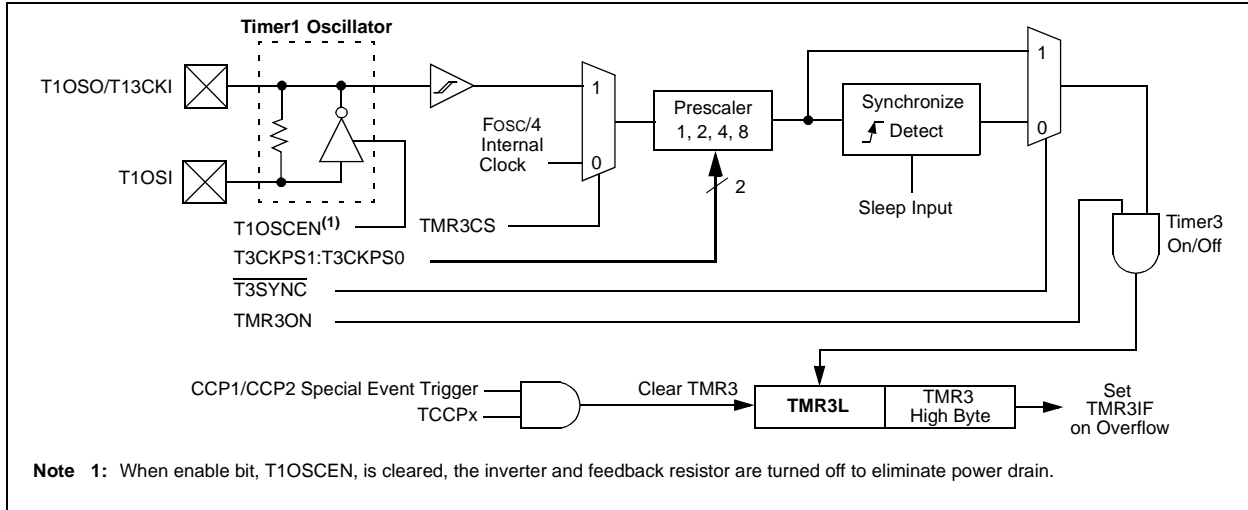 Timer1 Oscillator
T1OSO/T13CKI
T1OSI
1
0
FOSC/4
Internal
Clock
Prescaler
1, 2, 4, 8
2
Synchronize
Detect
Sleep Input
1
0
T1OSCEN(1)
TMR3CS
T3CKPS1:T3CKPS0
T3SYNC
TMR3ON
Timer3
On/Off
CCP1/CCP2 Special Event Trigger
TCCPx
Clear TMR3
TMR3L
TMR3
High Byte
Set
TMR3IF
on Overflow
Note 1: When enable bit, T1OSCEN, is cleared, the inverter and feedback resistor are turned off to eliminate power drain.